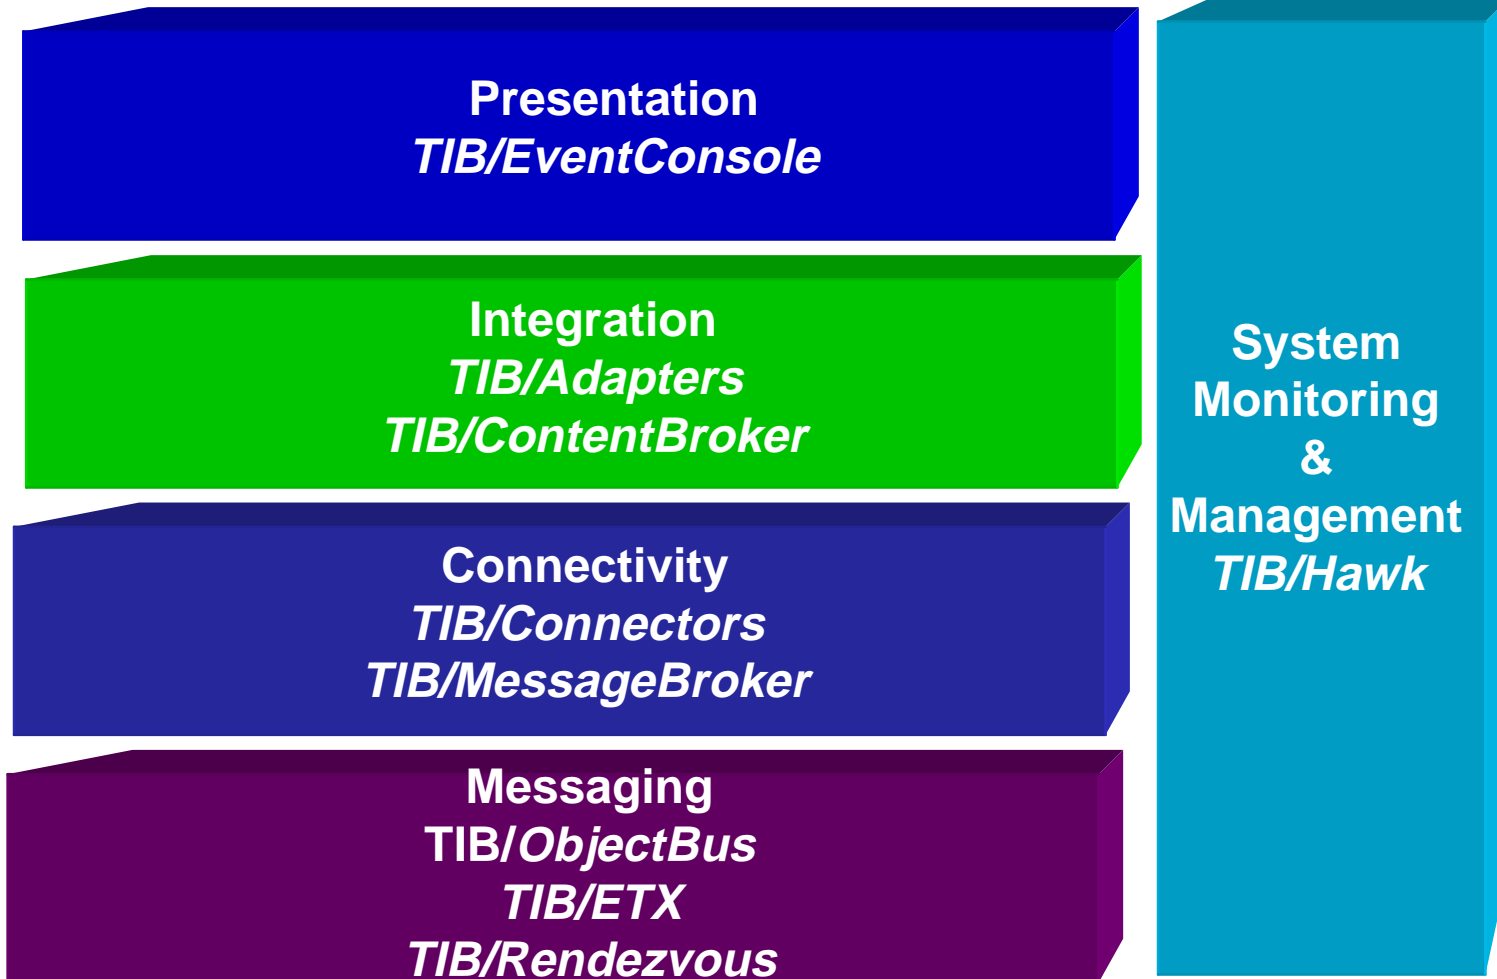 Presentation
TIB/EventConsole
Integration
TIB/Adapters
TIB/ContentBroker
Connectivity
TIB/Connectors
TIB/MessageBroker
Messaging
TIB/ObjectBus
TIB/ETX
TIB/Rendezvous
System
Monitoring
&
Management
TIB/Hawk